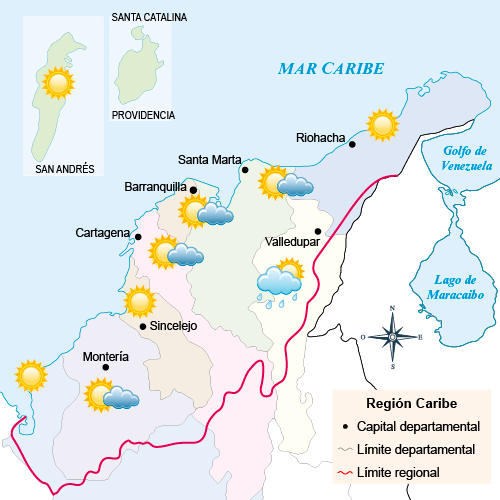 SANTA CATALINA
PROVIDENCIA
SAN ANDRÉS
MAR CARIBE
Riohacha
Golfo de
Venezuela
Santa Marta
Barranquilla
Cartagena
Valledupar
Lago de
Maracaibo
Sincelejo
Montería
N
O
E
S
Región Caribe
Capital departamental
Límite departamental
Límite regional